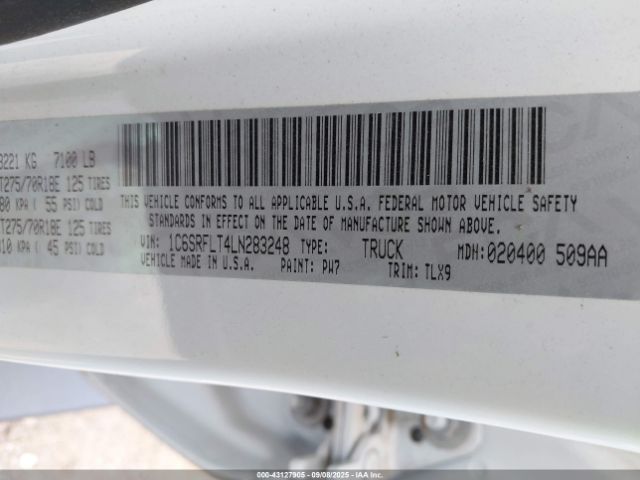 3221 KG 7100 LB
T275/70R18E 125 TIRES
80 KPA ( 55 PSI) COLD
T275/70R18E 125 TIRES
10 KPA ( 45 PSI) COLD
THIS VEHICLE CONFORMS TO ALL APPLICABLE U.S.A. FEDERAL MOTOR VEHICLE SAFETY
STANDARDS IN EFFECT ON THE DATE OF MANUFACTURE SHOWN ABOVE.
VIN: 1C6SRFLT4LN283248 TYPE: TRUCK MDH: 020400 509AA
VEHICLE MADE IN U.S.A. PAINT: PW7 TRIM: TLX9
000-43127905 - 09/08/2025 - IAAI.COM